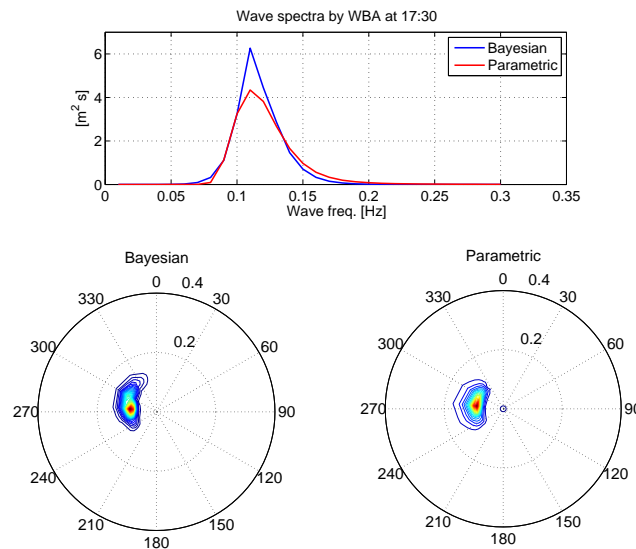 Wave spectra by WBA at 17:30
Bayesian
Parametric
[m² s]
6
4
2
0
0 0.05 0.1 0.15 0.2 0.25 0.3 0.35
Wave freq. [Hz]
Bayesian
0 0.4
330 30
300 0.2 60
270 90
240 120
210 150
180
Parametric
0 0.4
330 30
300 0.2 60
270 90
240 120
210 150
180